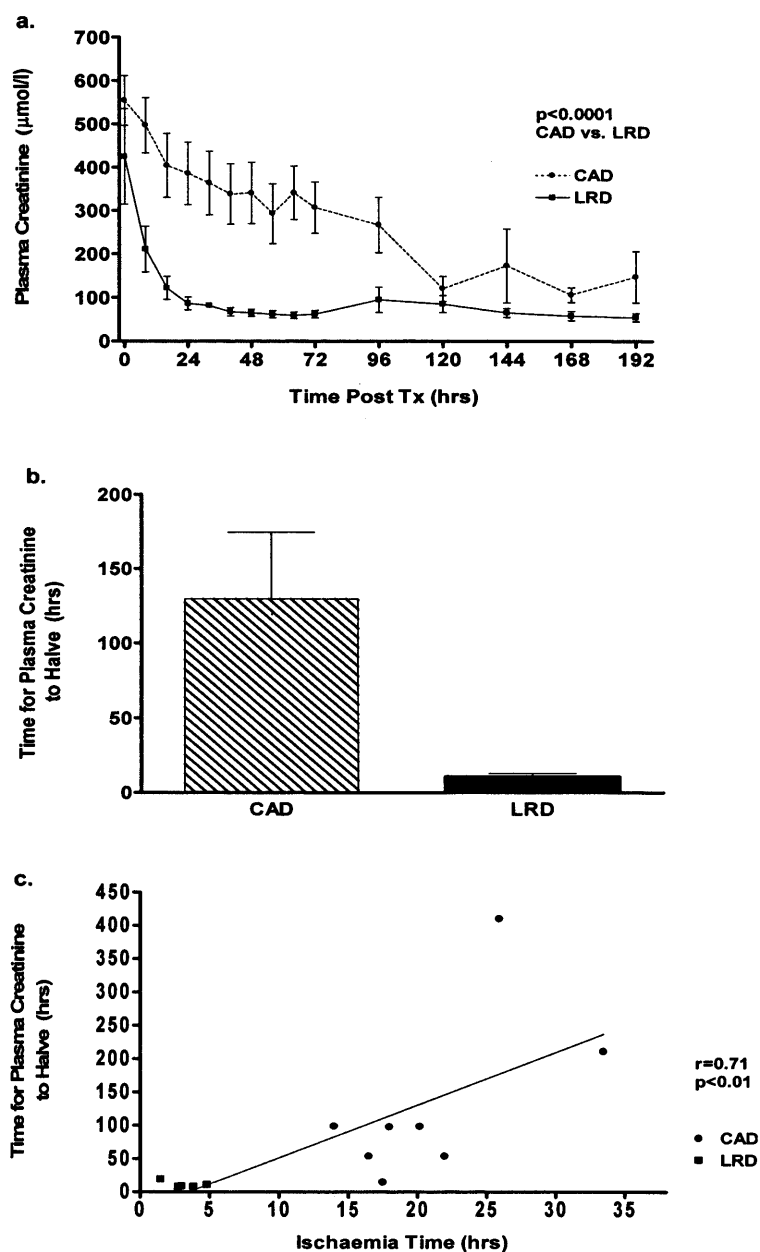 a.
700
600
500
400
300
200
100
0
Plasma Creatinine (µmol/l)
p<0.0001
CAD vs. LRD
CAD
LRD
0 24 48 72 96 120 144 168 192
Time Post Tx (hrs)
b.
200
150
100
50
0
Time for Plasma Creatinine
to Halve (hrs)
CAD LRD
c.
450
400
350
300
250
200
150
100
50
0
Time for Plasma Creatinine
to Halve (hrs)
r=0.71
p<0.01
CAD
LRD
0 5 10 15 20 25 30 35
Ischaemia Time (hrs)